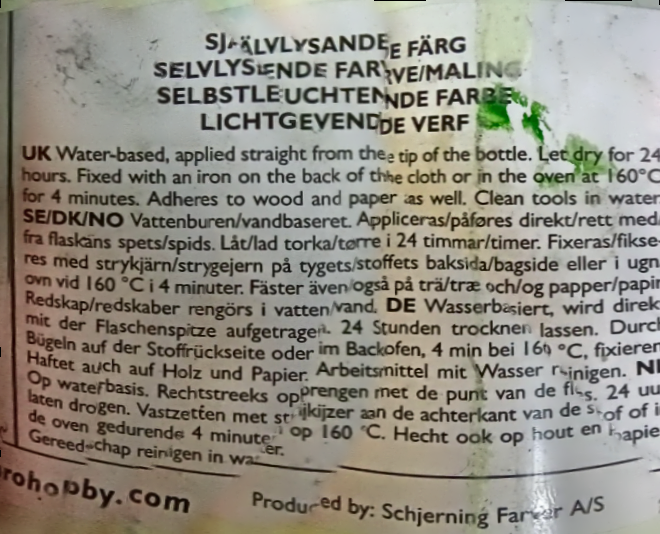 SJÄLVLYSANDE FÄRG
SELVLYSENDE FARVE/MALING
SELBSTLEUCHTENDE FARBE
LICHTGEVENDE VERF
UK Water-based, applied straight from the tip of the bottle. Let dry for 24
hours. Fixed with an iron on the back of the cloth or in the oven at 160°C
for 4 minutes. Adheres to wood and paper as well. Clean tools in water
SE/DK/NO Vattenburen/vandbaseret. Appliceras/påføres direkt/rett med
fra flaskans spets/spids. Låt/lad torka/tørre i 24 timmar/timer. Fixeras/fikse-
res med strykjärn/strygejern på tygets/stoffets baksida/bagside eller i ugn
ovn vid 160 °C i 4 minuter. Fäster även/også på trä/træ och/og papper/papir
Redskap/redskaber rengörs i vatten/vand. DE Wasserbasiert, wird direk
mit der Flaschenspitze aufgetragen. 24 Stunden trocknen lassen. Durch
Bügeln auf der Stoffrückseite oder im Backofen, 4 min bei 160 °C, fixieren
Haftet auch auf Holz und Papier. Arbeitsmittel mit Wasser reinigen. NL
Op waterbasis. Rechtstreeks opprengen met de punt van de fles. 24 uu
laten drogen. Vastzetten met strijkijzer aan de achterkant van de stof of i
de oven gedurende 4 minuten op 160 °C. Hecht ook op hout en papie
Gereedschap reinigen in water.
rohobby.com
Produced by: Schjerning Farver A/S